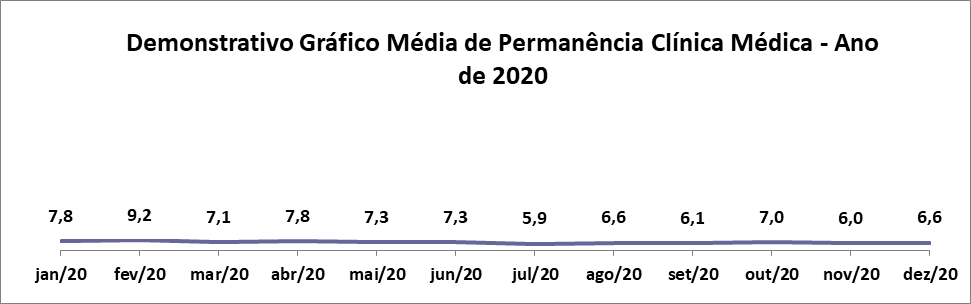 Demonstrativo Gráfico Média de Permanência Clínica Médica - Ano
de 2020
7,8 9,2 7,1 7,8 7,3 7,3 5,9 6,6 6,1 7,0 6,0 6,6
jan/20 fev/20 mar/20 abr/20 mai/20 jun/20 jul/20 ago/20 set/20 out/20 nov/20 dez/20